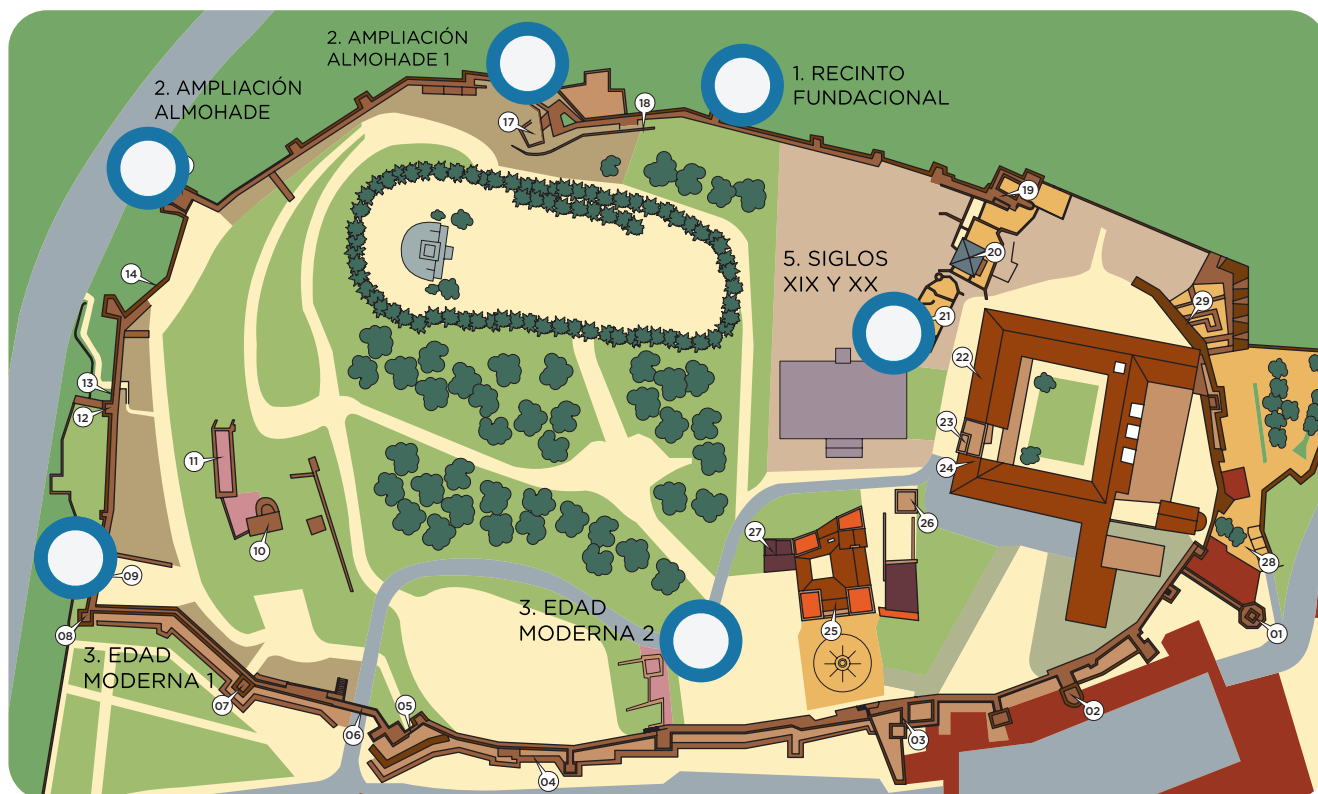 2. AMPLIACIÓN
ALMOHADE 1
1. RECINTO
FUNDACIONAL
2. AMPLIACIÓN
ALMOHADE
18
17
19
20
5. SIGLOS
XIX Y XX
14
21
29
22
13
12
23
11
24
26
27
10
28
09
3. EDAD
MODERNA 2
25
01
08
3. EDAD
MODERNA 1
07
05
02
06
03
04